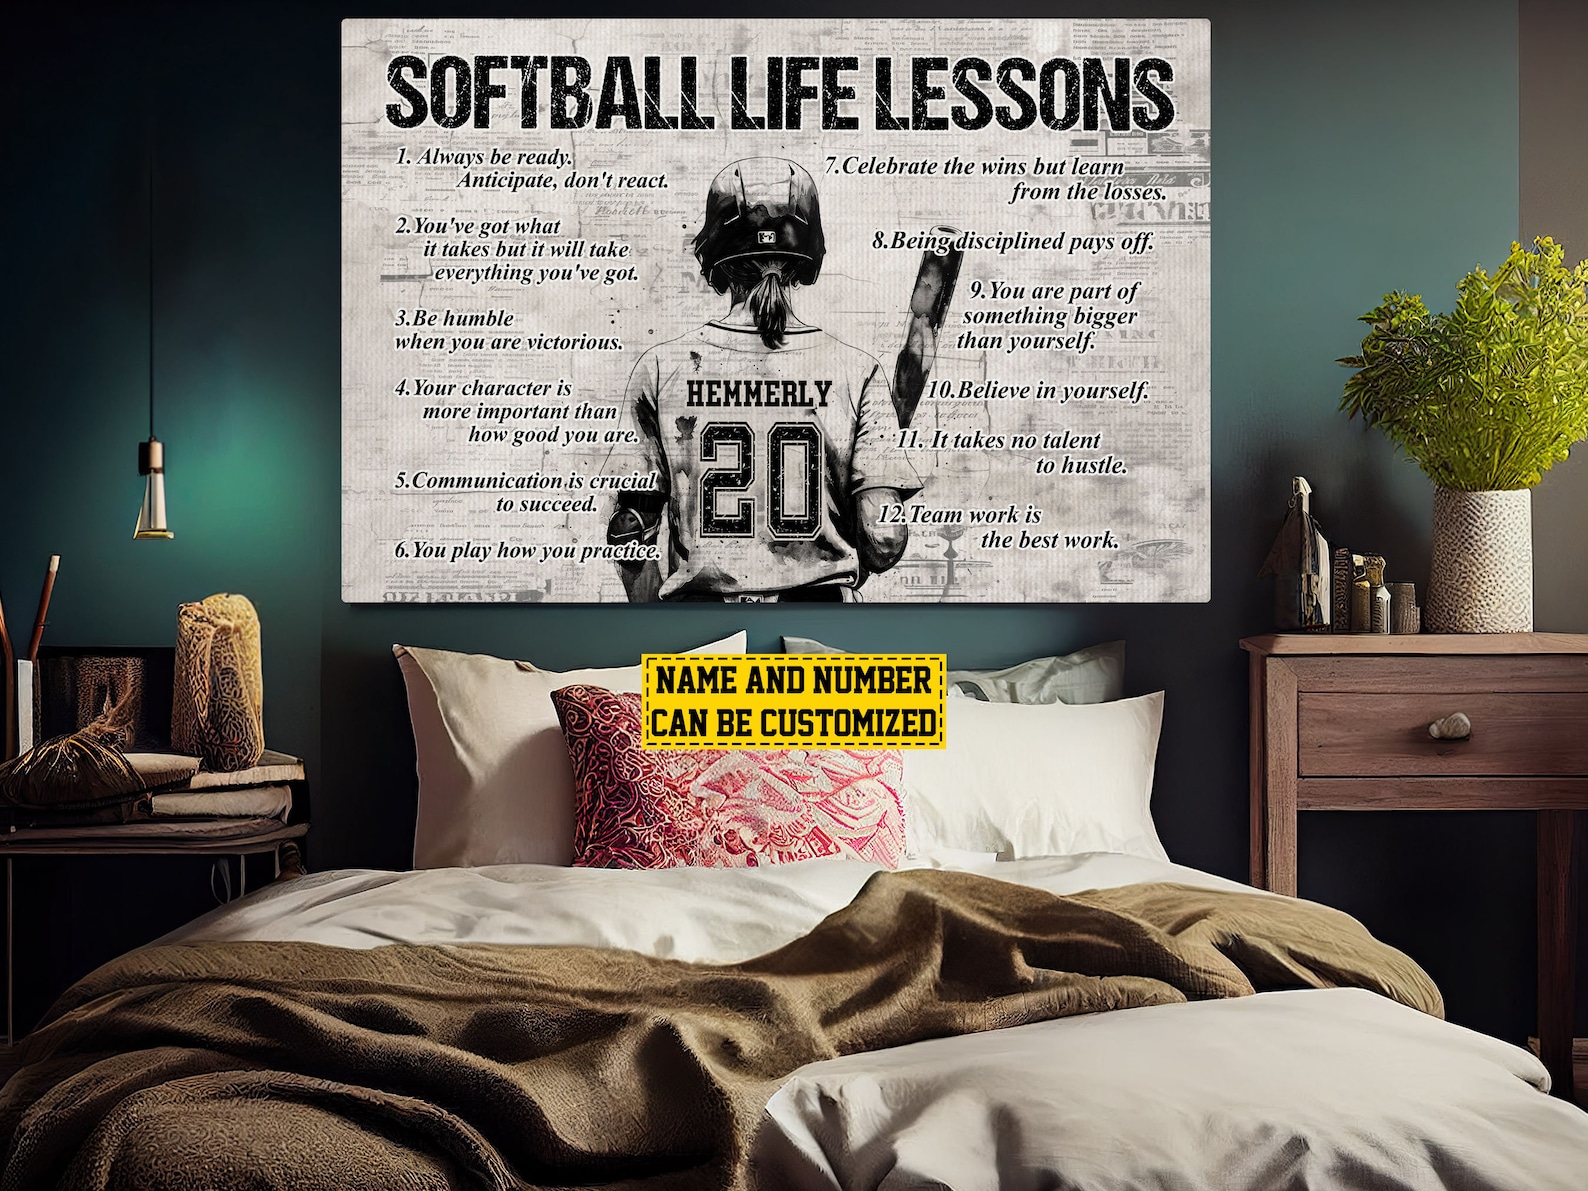 SOFTBALL LIFE LESSONS
1. Always be ready.
Anticipate, don't react.
2.You've got what
it takes but it will take
everything you've got.
3.Be humble
when you are victorious.
4.Your character is
more important than
how good you are.
5.Communication is crucial
to succeed.
6.You play how you practice.
HEMMERLY
20
7.Celebrate the wins but learn
from the losses.
8.Being disciplined pays off.
9.You are part of
something bigger
than yourself.
10.Believe in yourself.
11. It takes no talent
to hustle.
12.Team work is
the best work.
NAME AND NUMBER
CAN BE CUSTOMIZED